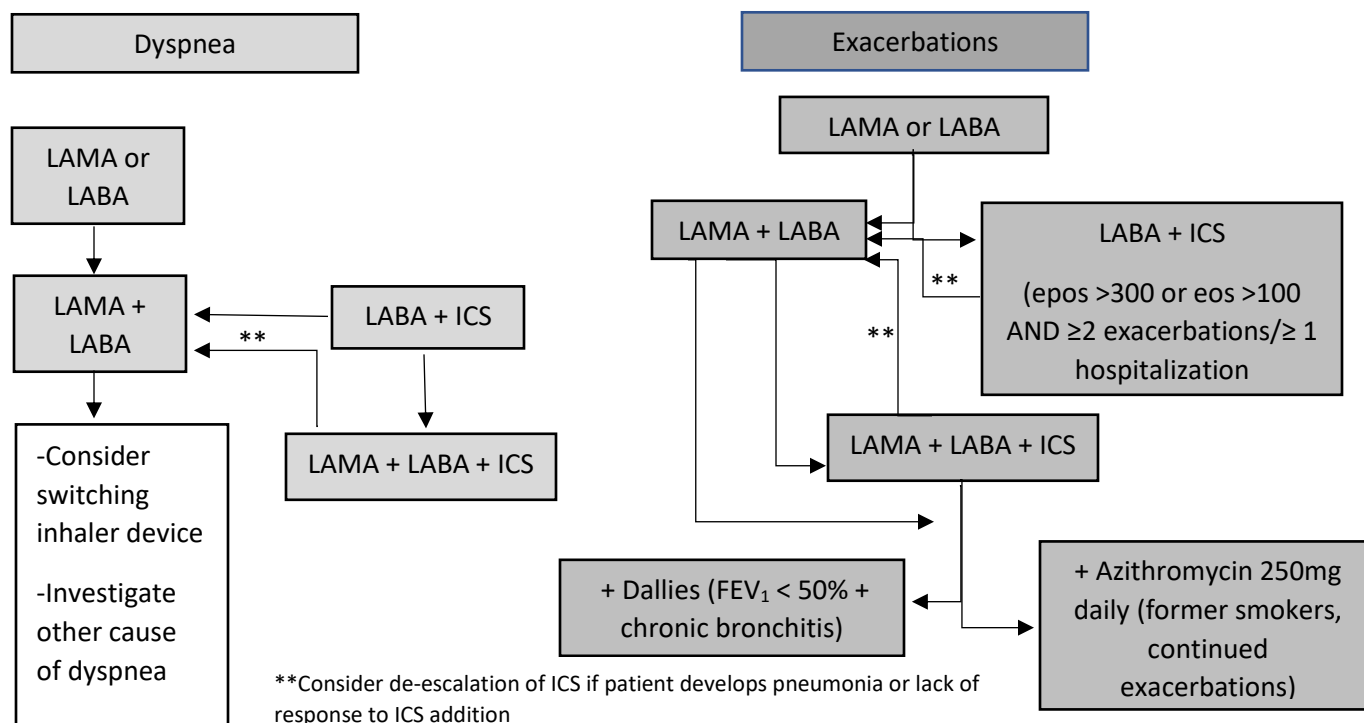 Dyspnea
LAMA or
LABA
LAMA +
LABA
LABA + ICS
**
LAMA + LABA + ICS
-Consider
switching
inhaler device
-Investigate
other cause
of dyspnea
Exacerbations
LAMA or LABA
LAMA + LABA
LABA + ICS
(epos >300 or eos >100
AND ≥2 exacerbations/≥ 1
hospitalization
**
**
LAMA + LABA + ICS
+ Dallies (FEV₁ < 50% +
chronic bronchitis)
+ Azithromycin 250mg
daily (former smokers,
continued
exacerbations)
**Consider de-escalation of ICS if patient develops pneumonia or lack of
response to ICS addition